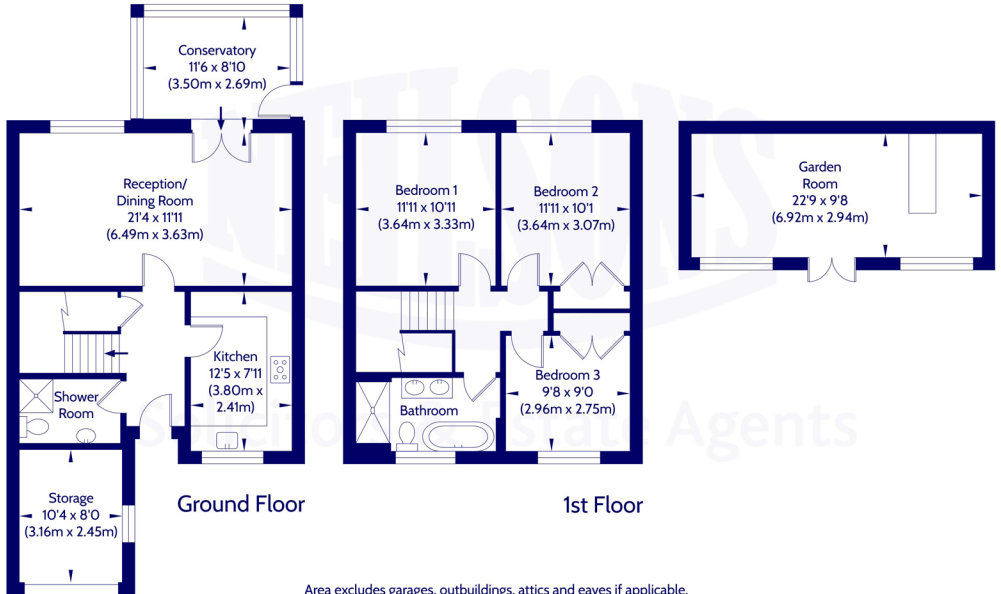 Conservatory
11'6 x 8'10
(3.50m x 2.69m)
Reception/
Dining Room
21'4 x 11'11
(6.49m x 3.63m)
Kitchen
12'5 x 7'11
(3.80m x
2.41m)
Shower
Room
Storage
10'4 x 8'0
(3.16m x 2.45m)
Ground Floor
Bedroom 1
11'11 x 10'11
(3.64m x 3.33m)
Bedroom 2
11'11 x 10'1
(3.64m x 3.07m)
Bedroom 3
9'8 x 9'0
(2.96m x 2.75m)
Bathroom
1st Floor
Garden
Room
22'9 x 9'8
(6.92m x 2.94m)
NEILSONS
Solicitors & Estate Agents
Area excludes garages, outbuildings, attics and eaves if applicable.